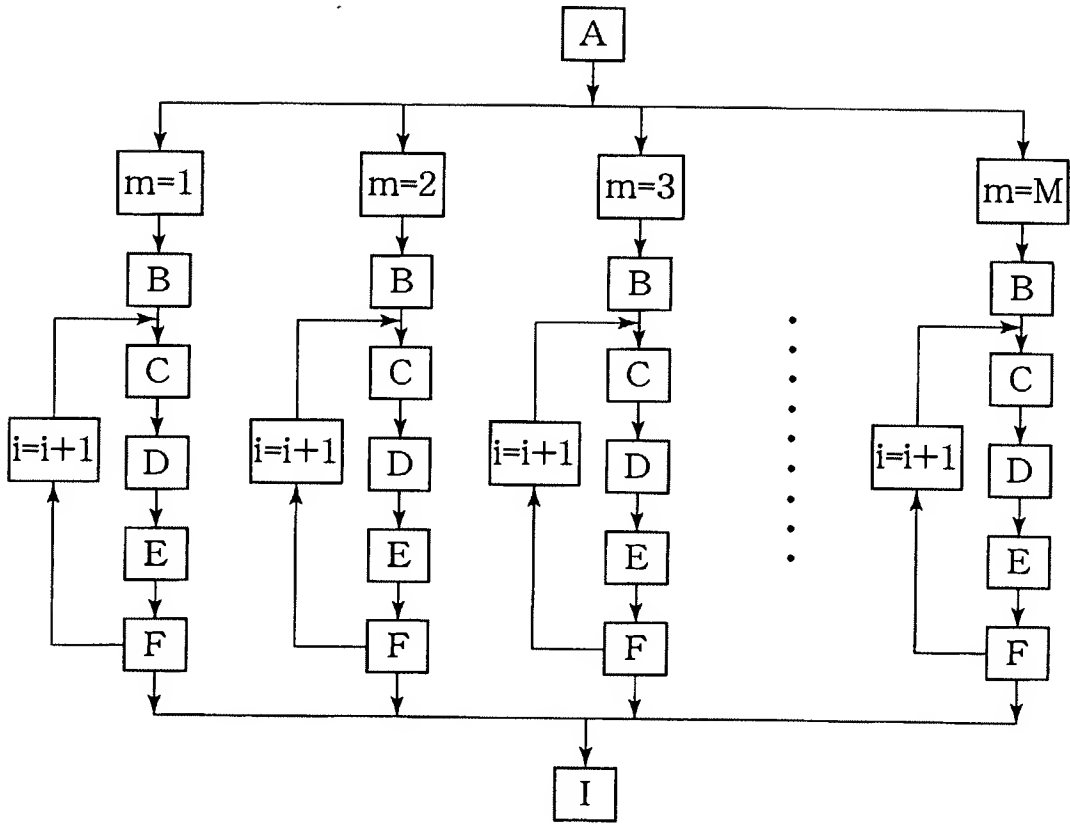 A
m=1 m=2 m=3 m=M
B B B B
C C C C
i=i+1 i=i+1 i=i+1 i=i+1
D D D D
E E E E
F F F F
I